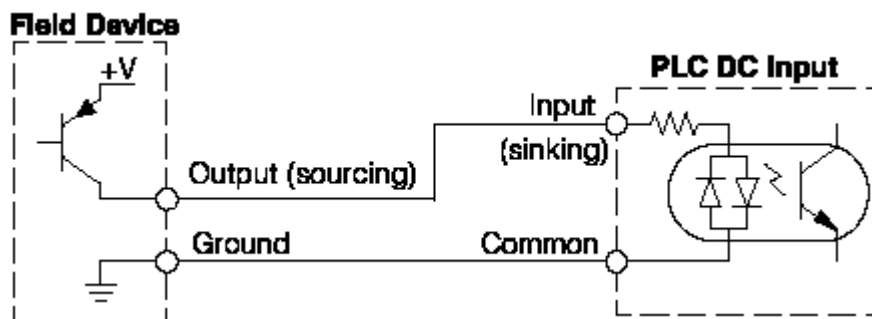 Field Device
+V
PLC DC Input
Input
(sinking)
Output (sourcing)
Ground
Common